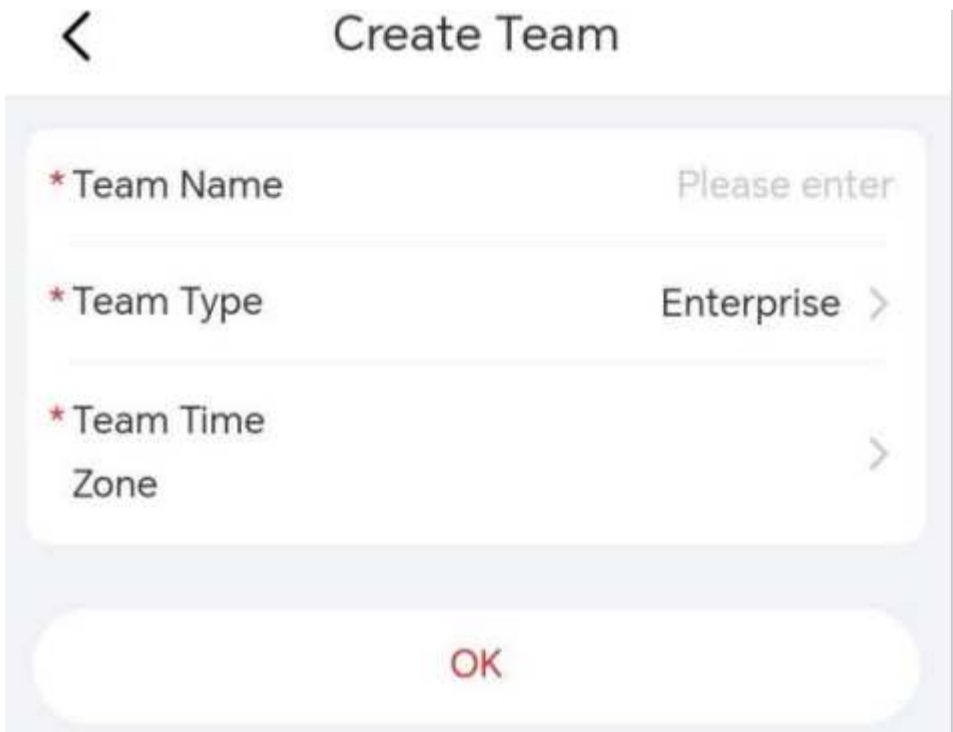 Create Team
* Team Name
Please enter
* Team Type
Enterprise
* Team Time
Zone
OK